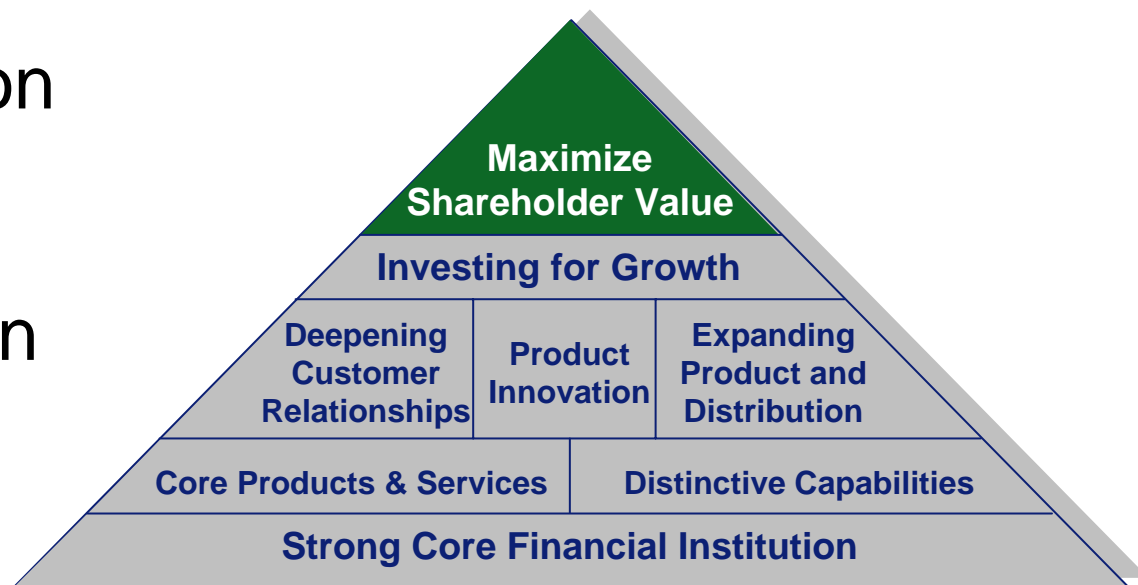 on
n
Maximize
Shareholder Value
Investing for Growth
Deepening
Customer
Relationships
Product
Innovation
Expanding
Product and
Distribution
Core Products & Services
Distinctive Capabilities
Strong Core Financial Institution